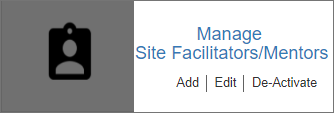 Manage
Site Facilitators/Mentors
Add | Edit | De-Activate